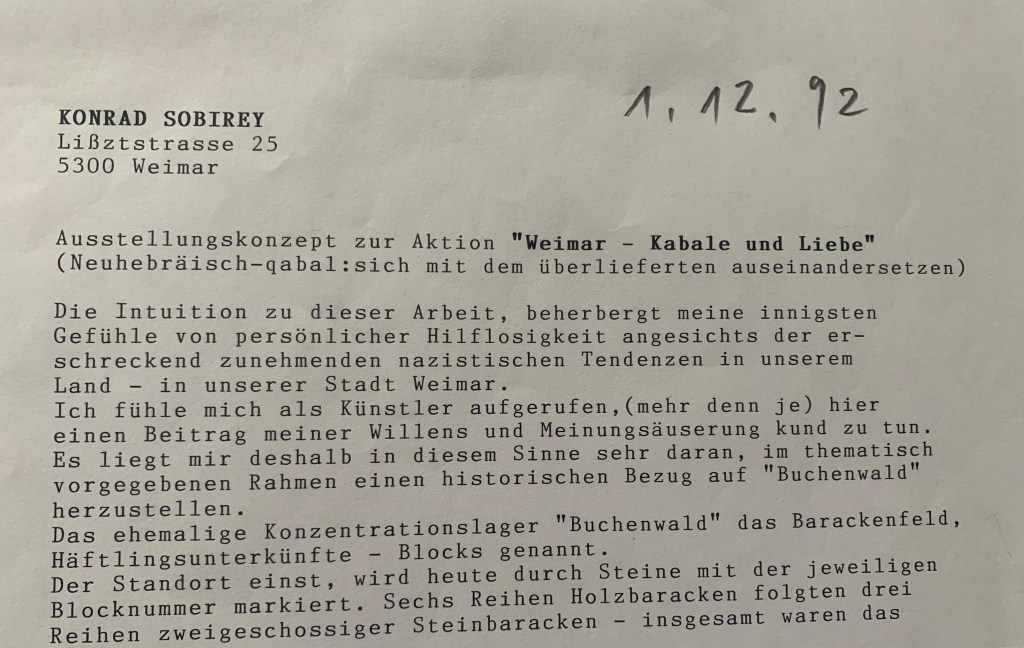 1. 12. 92
KONRAD SOBIREY
Lißztstrasse 25
5300 Weimar
Ausstellungskonzept zur Aktion "Weimar - Kabale und Liebe"
(Neuhebräisch-qabal:sich mit dem überlieferten auseinandersetzen)
Die Intuition zu dieser Arbeit, beherbergt meine innigsten
Gefühle von persönlicher Hilflosigkeit angesichts der er-
schreckend zunehmenden nazistischen Tendenzen in unserem
Land - in unserer Stadt Weimar.
Ich fühle mich als Künstler aufgerufen,(mehr denn je) hier
einen Beitrag meiner Willens und Meinungsäuserung kund zu tun.
Es liegt mir deshalb in diesem Sinne sehr daran, im thematisch
vorgegebenen Rahmen einen historischen Bezug auf "Buchenwald"
herzustellen.
Das ehemalige Konzentrationslager "Buchenwald" das Barackenfeld,
Häftlingsunterkünfte - Blocks genannt.
Der Standort einst, wird heute durch Steine mit der jeweiligen
Blocknummer markiert. Sechs Reihen Holzbaracken folgten drei
Reihen zweigeschossiger Steinbaracken - insgesamt waren das